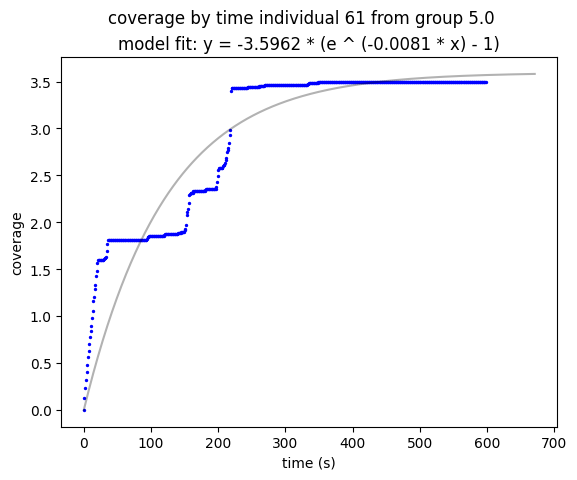 coverage by time individual 61 from group 5.0
model fit: y = -3.5962 * (e ^ (-0.0081 * x) - 1)
3.5
3.0
2.5
2.0
1.5
1.0
0.5
0.0
coverage
0 100 200 300 400 500 600 700
time (s)